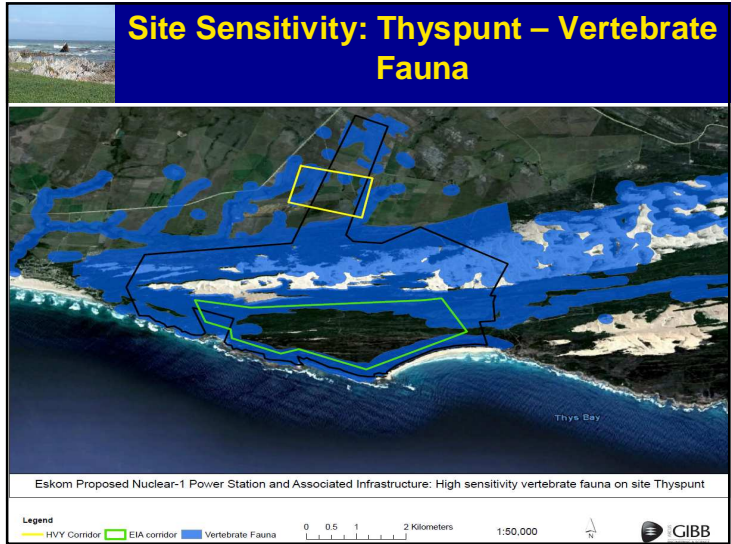 Site Sensitivity: Thyspunt – Vertebrate
Fauna
Thys Bay
Eskom Proposed Nuclear-1 Power Station and Associated Infrastructure: High sensitivity vertebrate fauna on site Thyspunt
Legend
HVY Corridor EIA corridor Vertebrate Fauna
0 0.5 1 2 Kilometers
1:50,000
N
GIBB